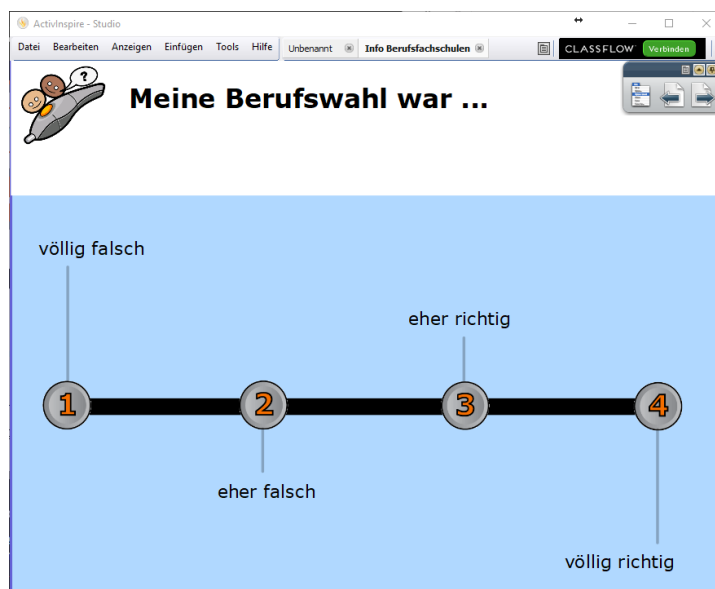 ActivInspire - Studio
Datei Bearbeiten Anzeigen Einfügen Tools Hilfe Unbenannt Info Berufsfachschulen CLASSFLOW Verbinden
?
Meine Berufswahl war ...
völlig falsch
eher richtig
1 2 3 4
eher falsch
völlig richtig